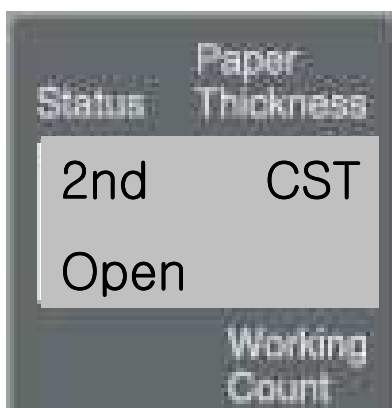 Paper
Status Thickness
2nd CST
Open
Working
Count